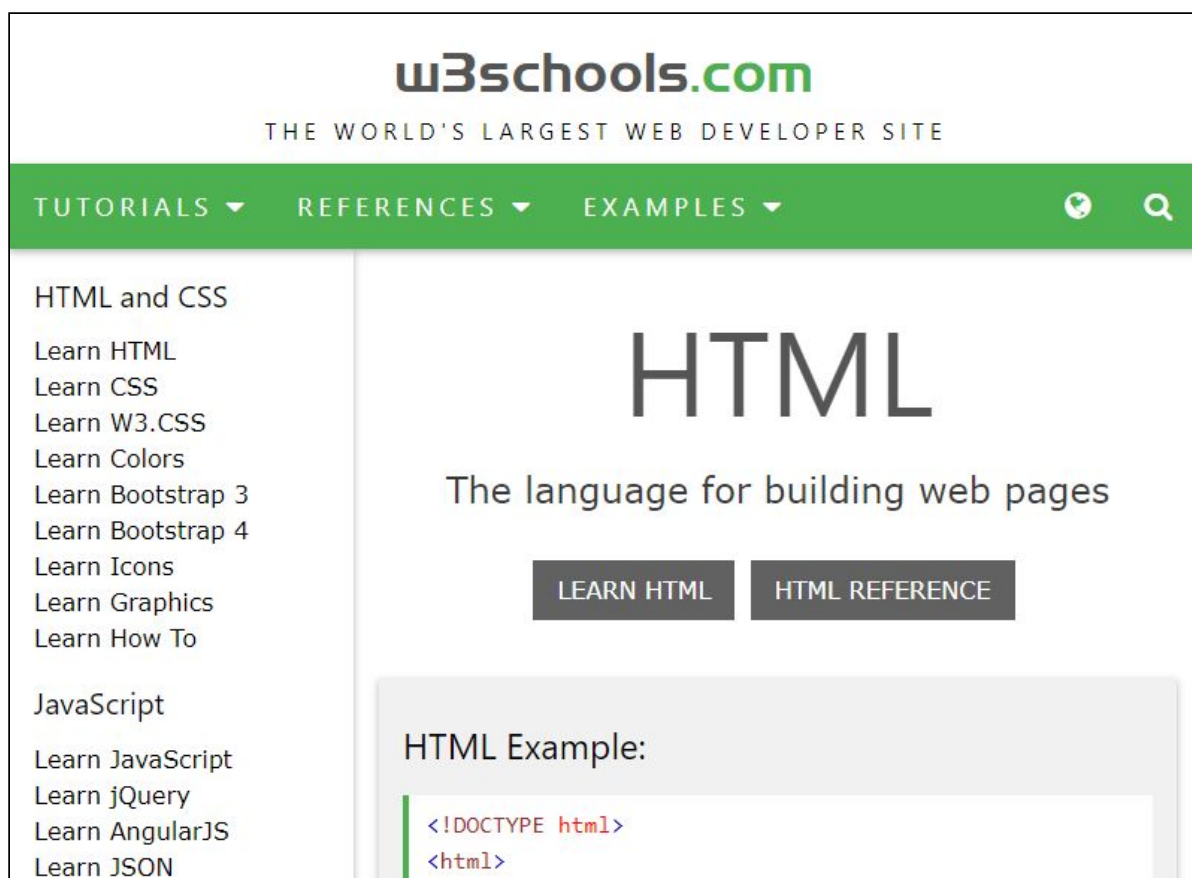 w3schools.com
THE WORLD'S LARGEST WEB DEVELOPER SITE
TUTORIALS REFERENCES EXAMPLES
HTML and CSS
Learn HTML
Learn CSS
Learn W3.CSS
Learn Colors
Learn Bootstrap 3
Learn Bootstrap 4
Learn Icons
Learn Graphics
Learn How To
JavaScript
Learn JavaScript
Learn jQuery
Learn AngularJS
Learn JSON
HTML
The language for building web pages
LEARN HTML HTML REFERENCE
HTML Example:
<!DOCTYPE html>
<html>